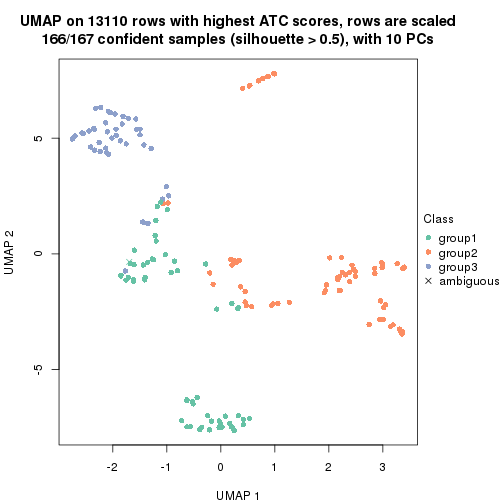 UMAP on 13110 rows with highest ATC scores, rows are scaled
166/167 confident samples (silhouette > 0.5), with 10 PCs
5
0
-5
UMAP 2
-2
-1
0
1
2
3
UMAP 1
Class
group1
group2
group3
ambiguous